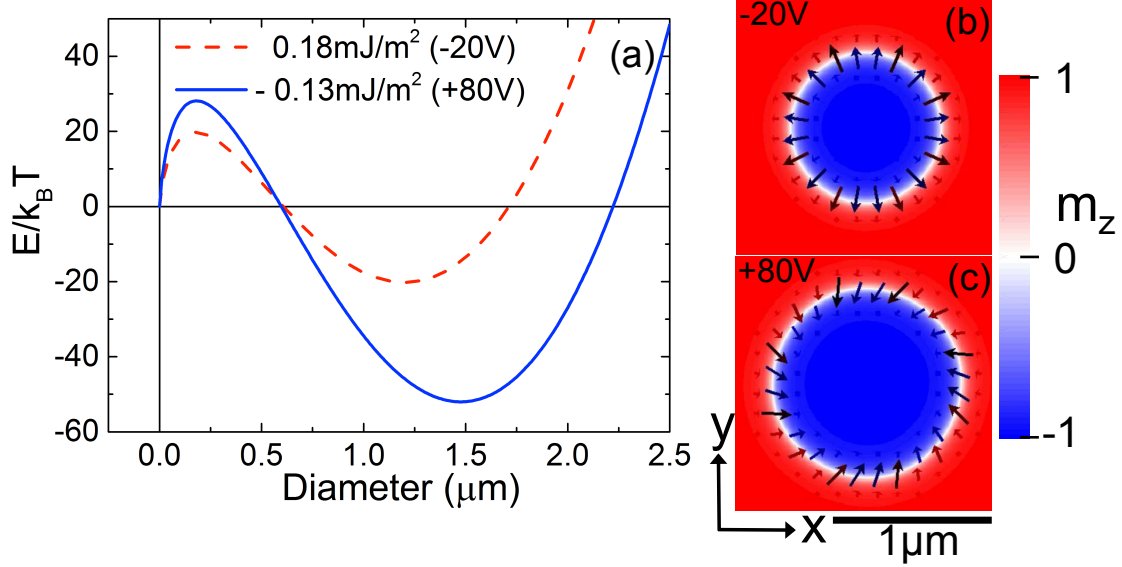 (a)
0.18mJ/m² (-20V)
- 0.13mJ/m² (+80V)
40
20
0
-20
-40
-60
E/k_BT
0.0 0.5 1.0 1.5 2.0 2.5
Diameter (μm)
-20V (b)
+80V (c)
1
0
-1
m_z
y
x
1μm